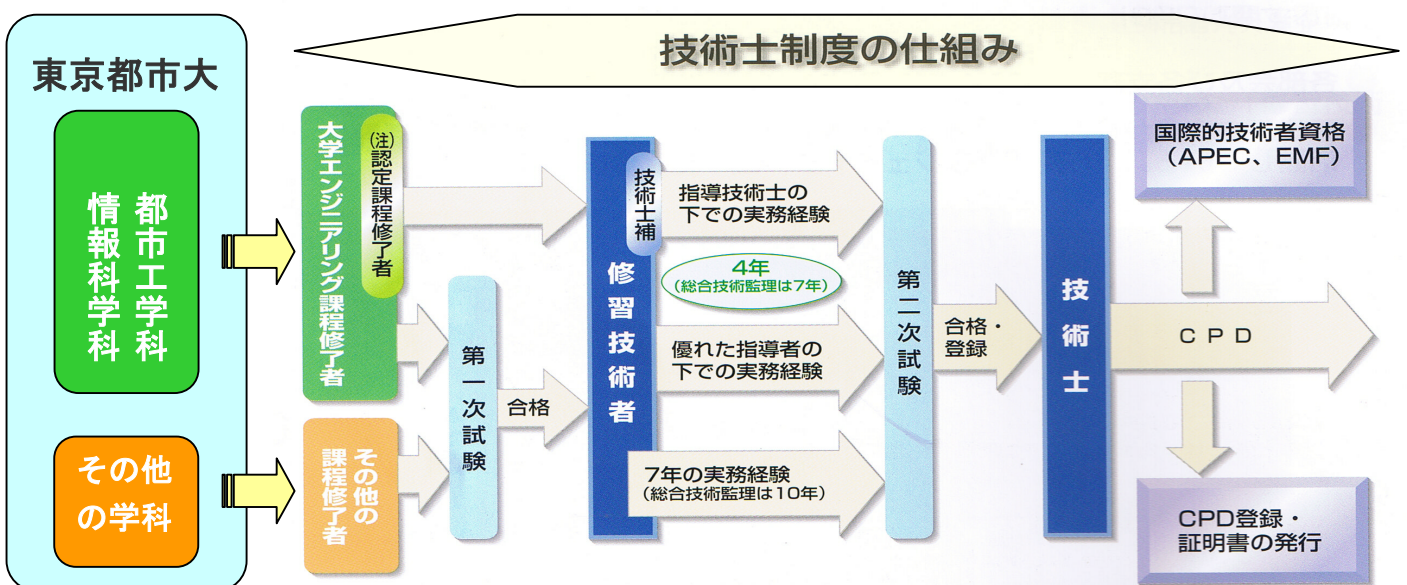 技術士制度の仕組み
東京都市大
都市工学科
情報科学科
その他
の学科
大学エンジニアリング課程修了者
(注)認定課程修了者
その他の
課程修了者
第一次試験
合格
修習技術者
技術士補
指導技術士の
下での実務経験
4年
(総合技術監理は7年)
優れた指導者の
下での実務経験
7年の実務経験
(総合技術監理は10年)
第二次試験
合格・
登録
技術士
国際的技術者資格
(APEC、EMF)
CPD
CPD登録・
証明書の発行